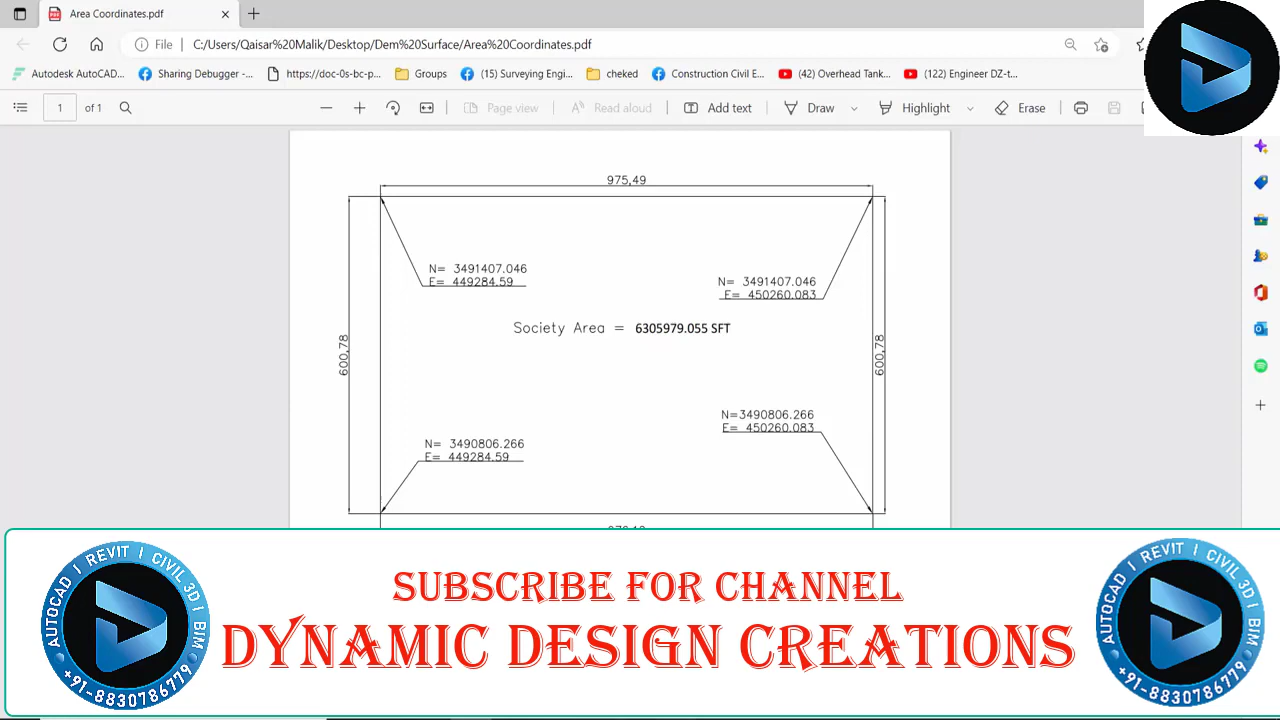 Area Coordinates.pdf
File C:/Users/Qaisar%20Malik/Desktop/Dem%20Surface/Area%20Coordinates.pdf
Autodesk AutoCAD... Sharing Debugger -... https://doc-0s-bc-p... Groups (15) Surveying Engi... cheked Construction Civil E... (42) Overhead Tank... (122) Engineer DZ-t...
1 of 1 Page view Read aloud Add text Draw Highlight Erase
975,49
N= 3491407.046
E= 449284.59
N= 3491407.046
E= 450260.083
Society Area = 6305979.055 SFT
600,78
600,78
N=3490806.266
E= 450260.083
N= 3490806.266
E= 449284.59
SUBSCRIBE FOR CHANNEL
DYNAMIC DESIGN CREATIONS
AUTOCAD | REVIT | CIVIL 3D | BIM
+91-8830786779
AUTOCAD | REVIT | CIVIL 3D | BIM
+91-8830786779